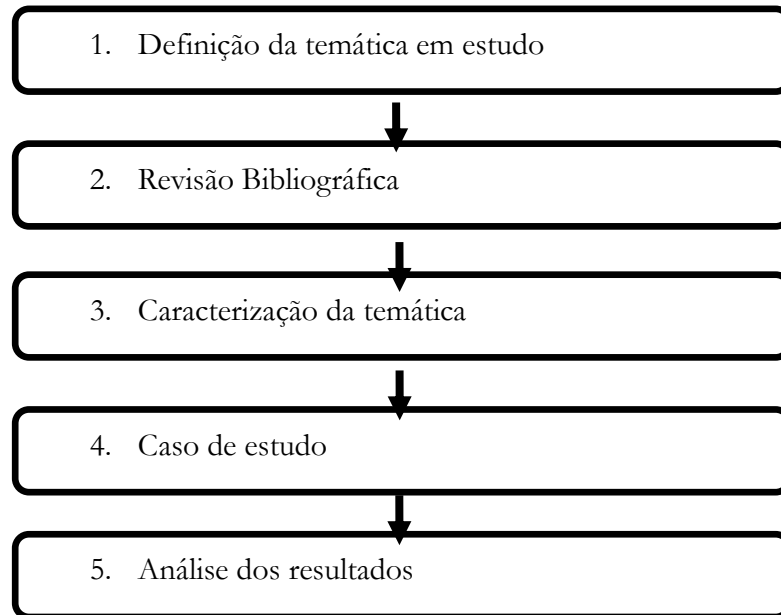 1. Definição da temática em estudo
2. Revisão Bibliográfica
3. Caracterização da temática
4. Caso de estudo
5. Análise dos resultados